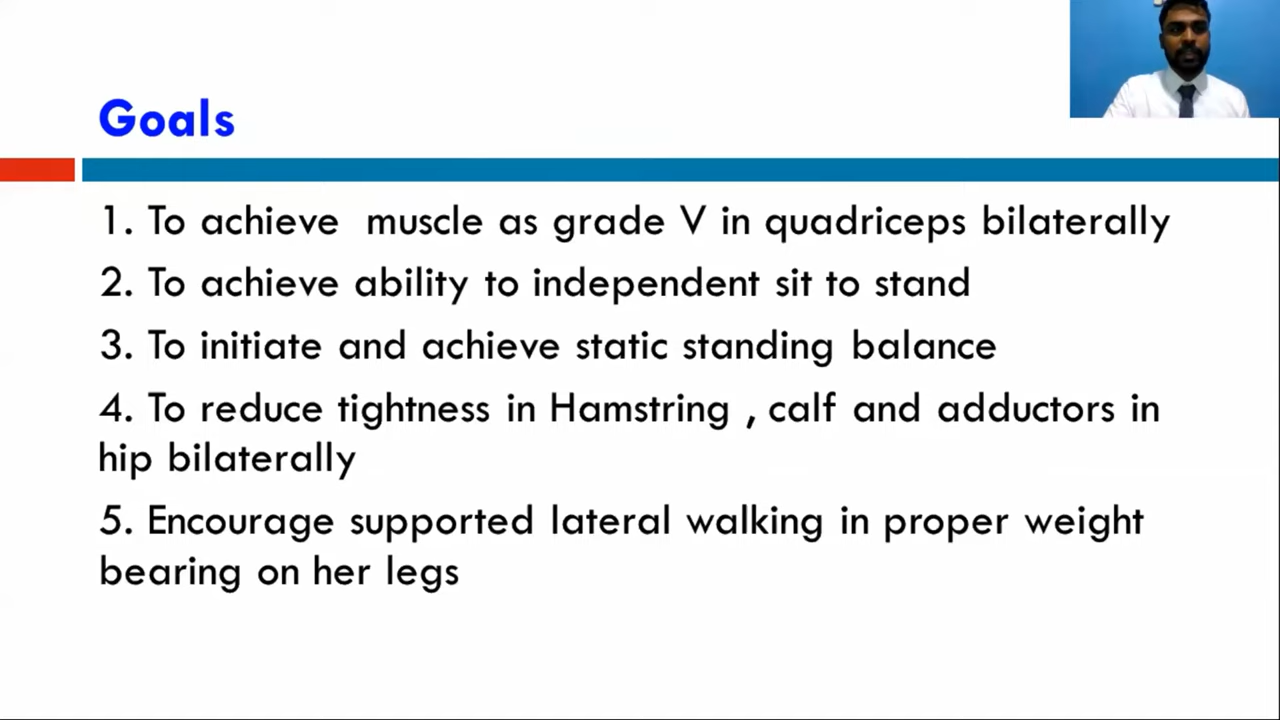 Goals
1. To achieve muscle as grade V in quadriceps bilaterally
2. To achieve ability to independent sit to stand
3. To initiate and achieve static standing balance
4. To reduce tightness in Hamstring , calf and adductors in
hip bilaterally
5. Encourage supported lateral walking in proper weight
bearing on her legs